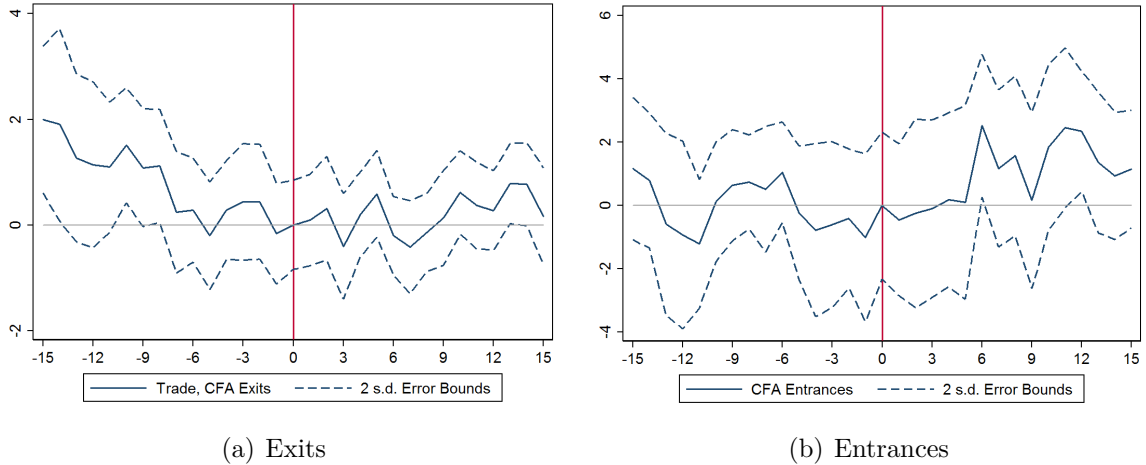 4
2
0
-2
-15 -12 -9 -6 -3 0 3 6 9 12 15
Trade, CFA Exits 2 s.d. Error Bounds
(a) Exits
6
4
2
0
-2
-4
-15 -12 -9 -6 -3 0 3 6 9 12 15
CFA Entrances 2 s.d. Error Bounds
(b) Entrances